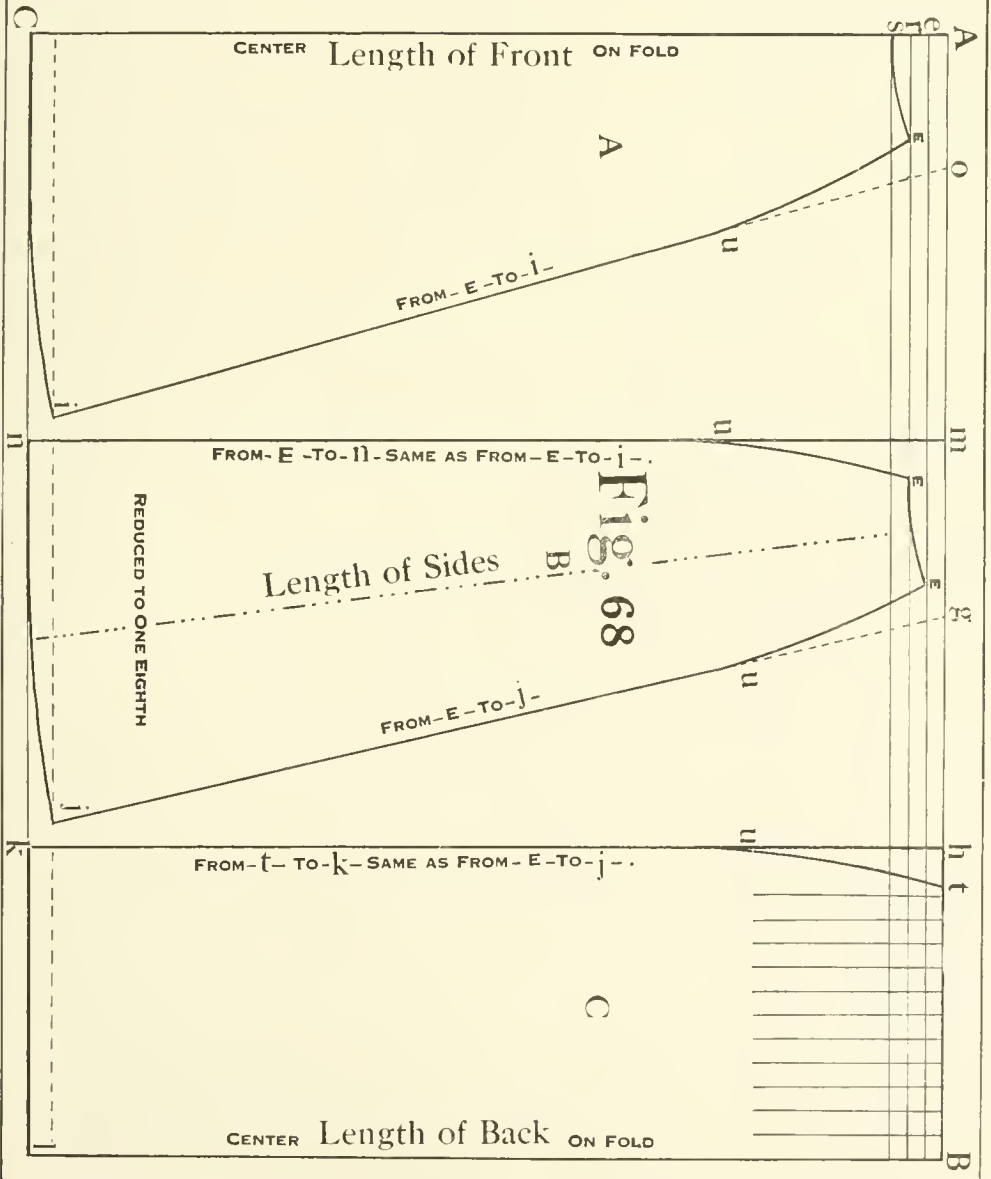 C
CENTER Length of Front ON FOLD
s
r
e
A
A
E
o
u
FROM-E-TO-i-
i
n
m
u
FROM-E-TO-n-SAME AS FROM-E-TO-i-.
E
Fig. 68
B
Length of Sides
REDUCED TO ONE EIGHTH
E
g
u
FROM-E-TO-j-
j
k
u
h
FROM-t-TO-k-SAME AS FROM-E-TO-j-.
t
C
CENTER Length of Back ON FOLD
l
B